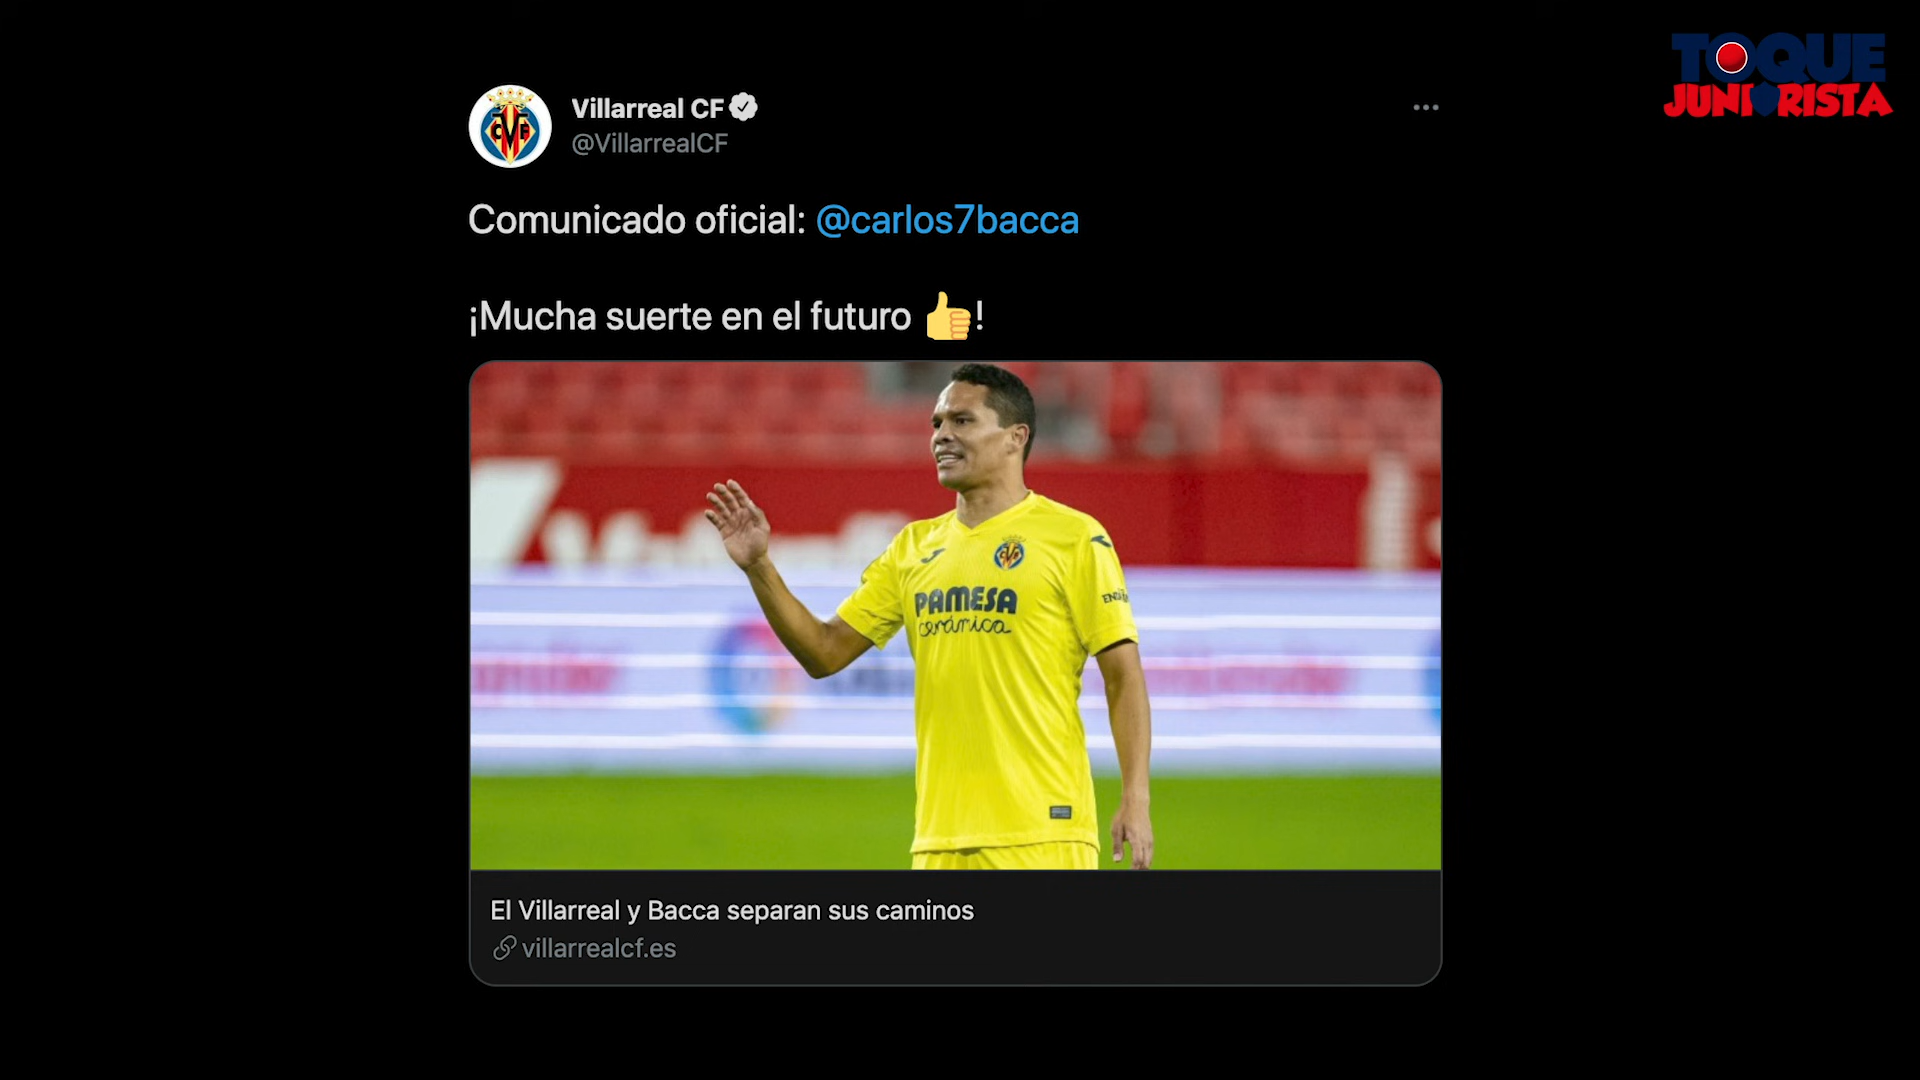 TOQUE
JUNIORISTA
Villarreal CF
@VillarrealCF
Comunicado oficial: @carlos7bacca
¡Mucha suerte en el futuro 👍!
CVF
PAMESA
cerámica
El Villarreal y Bacca separan sus caminos
villarrealcf.es